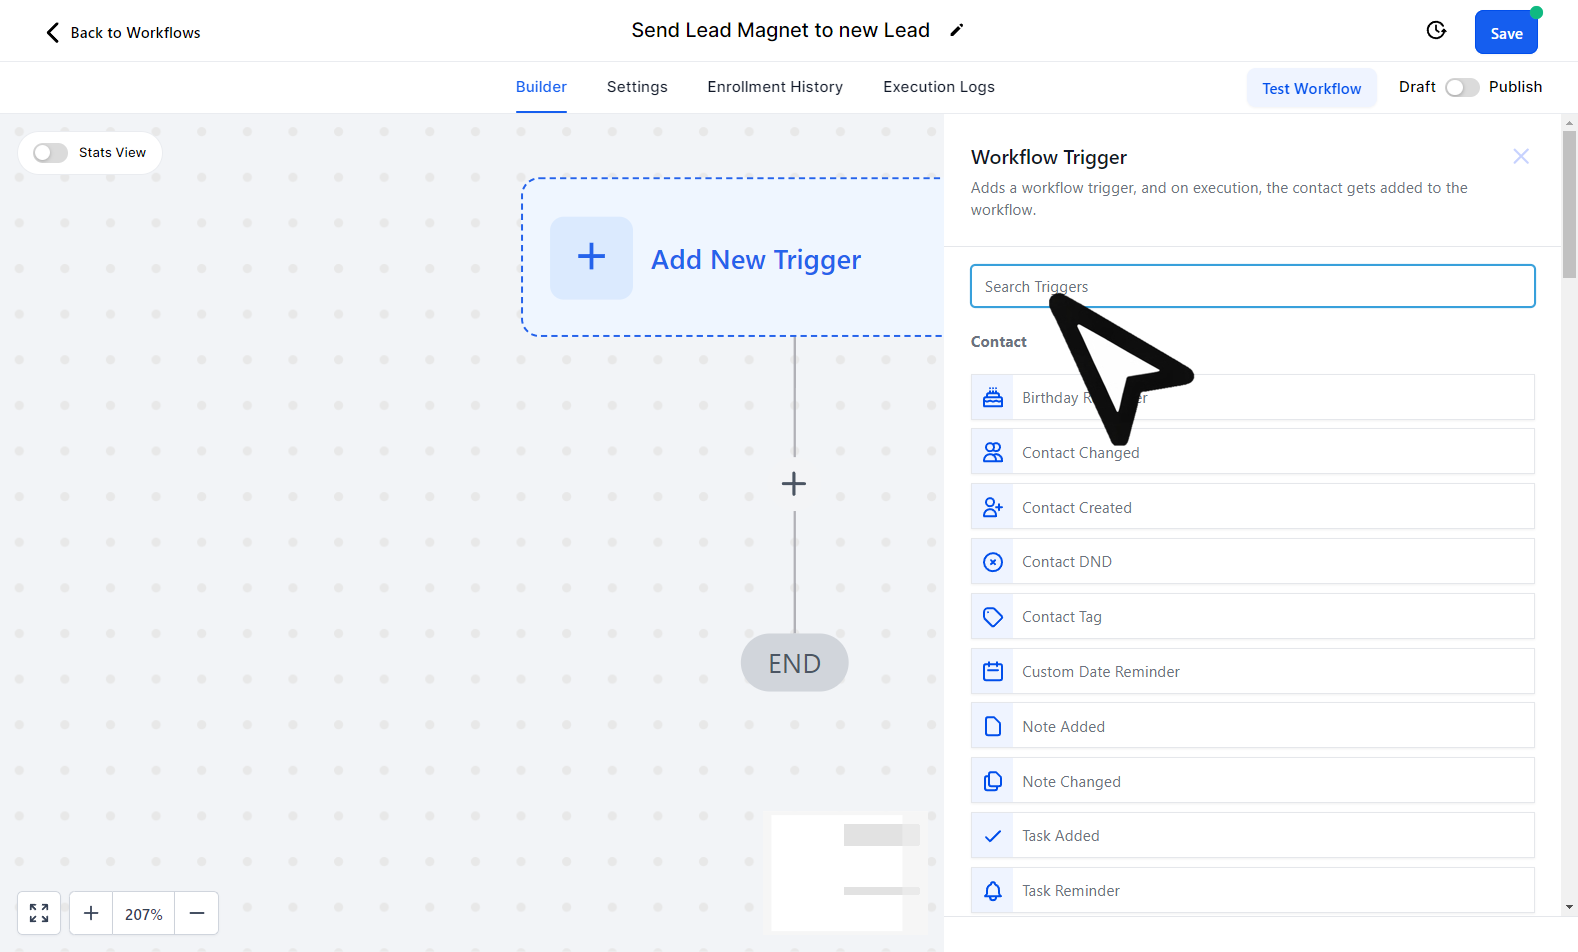 Back to Workflows
Send Lead Magnet to new Lead
Save
Builder
Settings
Enrollment History
Execution Logs
Test Workflow
Draft
Publish
Stats View
Add New Trigger
END
207%
Workflow Trigger
Adds a workflow trigger, and on execution, the contact gets added to the
workflow.
Search Triggers
Contact
Birthday
Contact Changed
Contact Created
Contact DND
Contact Tag
Custom Date Reminder
Note Added
Note Changed
Task Added
Task Reminder